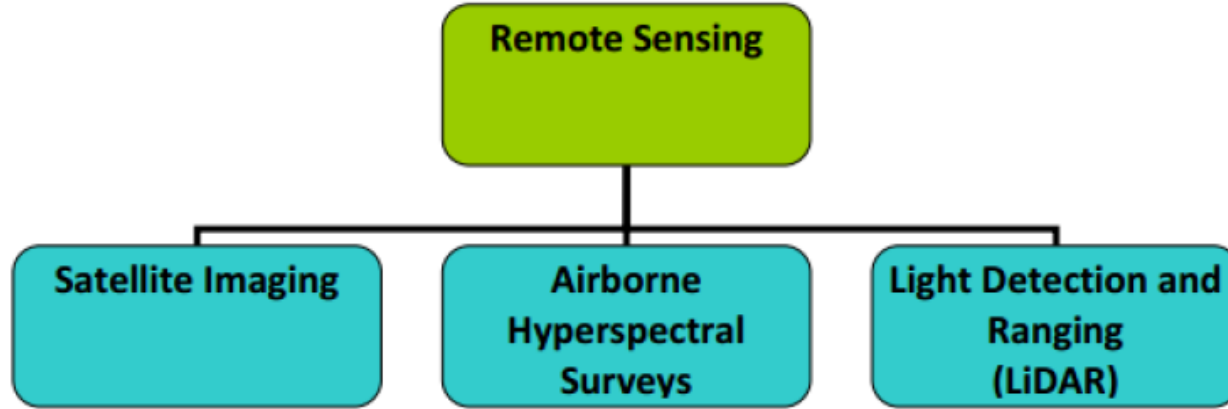 Remote Sensing
Satellite Imaging
Airborne
Hyperspectral
Surveys
Light Detection and
Ranging
(LiDAR)